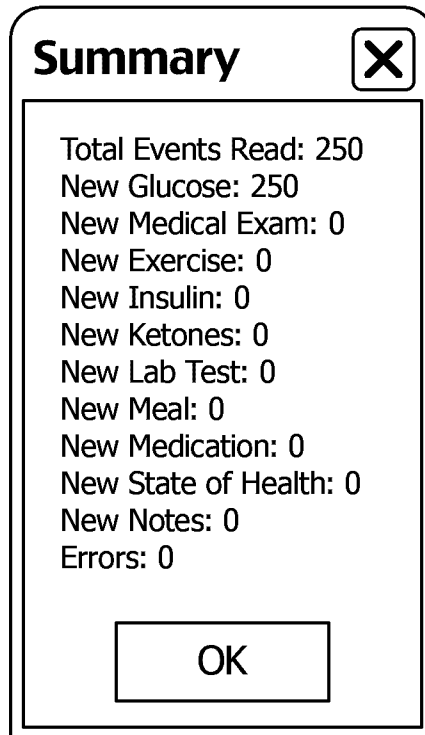 Summary
Total Events Read: 250
New Glucose: 250
New Medical Exam: 0
New Exercise: 0
New Insulin: 0
New Ketones: 0
New Lab Test: 0
New Meal: 0
New Medication: 0
New State of Health: 0
New Notes: 0
Errors: 0
OK